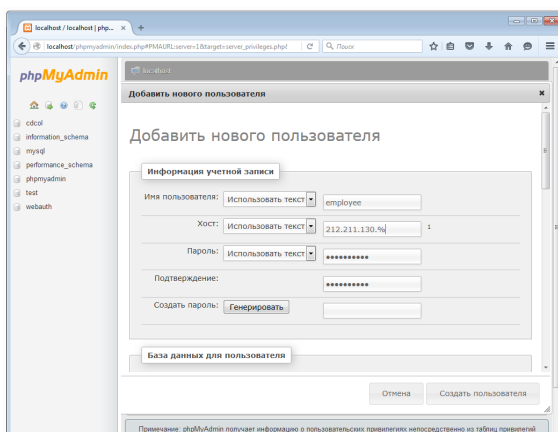 localhost / localhost | php...
localhost/phpmyadmin/index.php#PMAURL:server=1&target=server_privileges.php&
Поиск
phpMyAdmin
cdcol
information_schema
mysql
performance_schema
phpmyadmin
test
webauth
localhost
Добавить нового пользователя
Добавить нового пользователя
Информация учетной записи
Имя пользователя: Использовать текст employee
Хост: Использовать текст 212.211.130.% 1
Пароль: Использовать текст ••••••••••
Подтверждение: ••••••••••
Создать пароль: Генерировать
База данных для пользователя
Отмена Создать пользователя
Примечание: phpMyAdmin получает информацию о пользовательских привилегиях непосредственно из таблиц привилегий